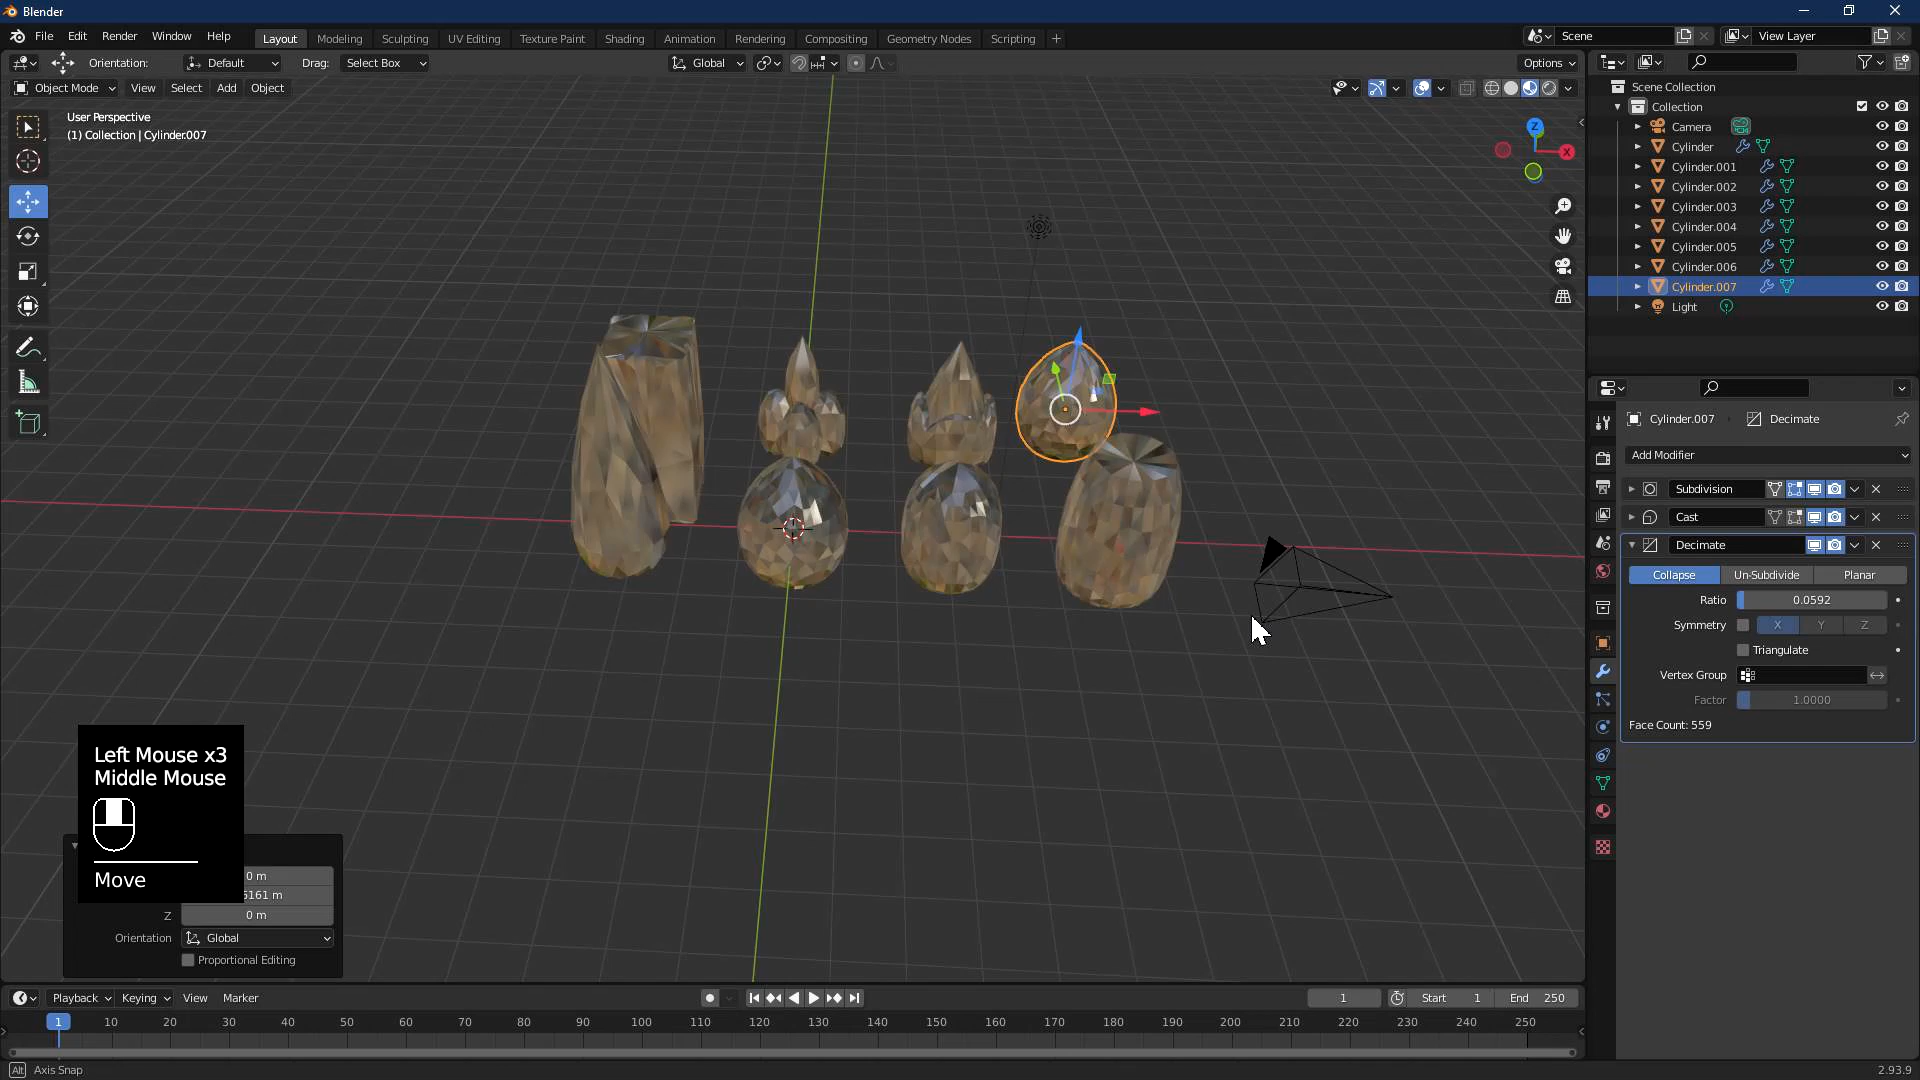 Blender
File Edit Render Window Help
Layout Modeling Sculpting UV Editing Texture Paint Shading Animation Rendering Compositing Geometry Nodes Scripting +
Scene
View Layer
Orientation: Default Drag: Select Box
Global
Options
Object Mode View Select Add Object
User Perspective
(1) Collection | Cylinder.007
Z
X
Scene Collection
Collection
Camera
Cylinder
Cylinder.001
Cylinder.002
Cylinder.003
Cylinder.004
Cylinder.005
Cylinder.006
Cylinder.007
Light
Cylinder.007 Decimate
Add Modifier
Subdivision
Cast
Decimate
Collapse Un-Subdivide Planar
Ratio 0.0592
Symmetry X Y Z
Triangulate
Vertex Group
Factor 1.0000
Face Count: 559
Left Mouse x3
Middle Mouse
Move
0 m
5161 m
Z 0 m
Orientation Global
Proportional Editing
Playback Keying View Marker
1 Start 1 End 250
1 10 20 30 40 50 60 70 80 90 100 110 120 130 140 150 160 170 180 190 200 210 220 230 240 250
Alt Axis Snap
2.93.9